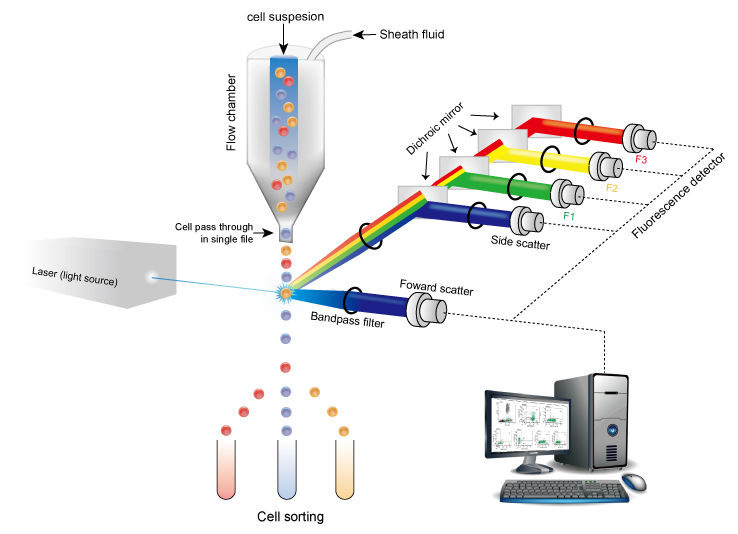 cell suspesion
Sheath fluid
Flow chamber
Dichroic mirror
F3
F2
F1
Fluorescence detector
Cell pass through
in single file
Side scatter
Laser (light source)
Foward scatter
Bandpass filter
Cell sorting